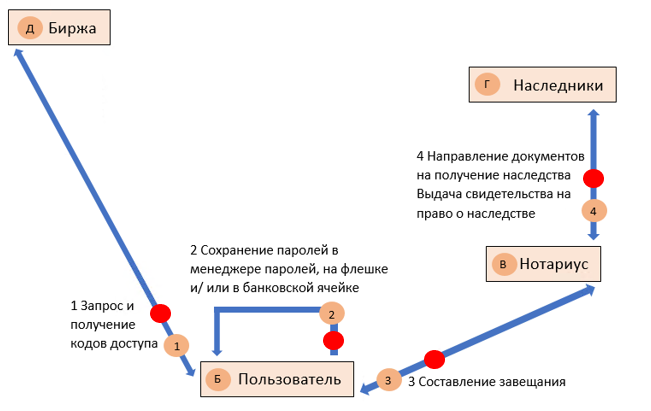 Д Биржа
Г Наследники
4 Направление документов
на получение наследства
Выдача свидетельства на
право о наследстве
4
В Нотариус
2 Сохранение паролей в
менеджере паролей, на флешке
и/ или в банковской ячейке
1 Запрос и
получение
кодов доступа
1
2
Б Пользователь
3
3 Составление завещания